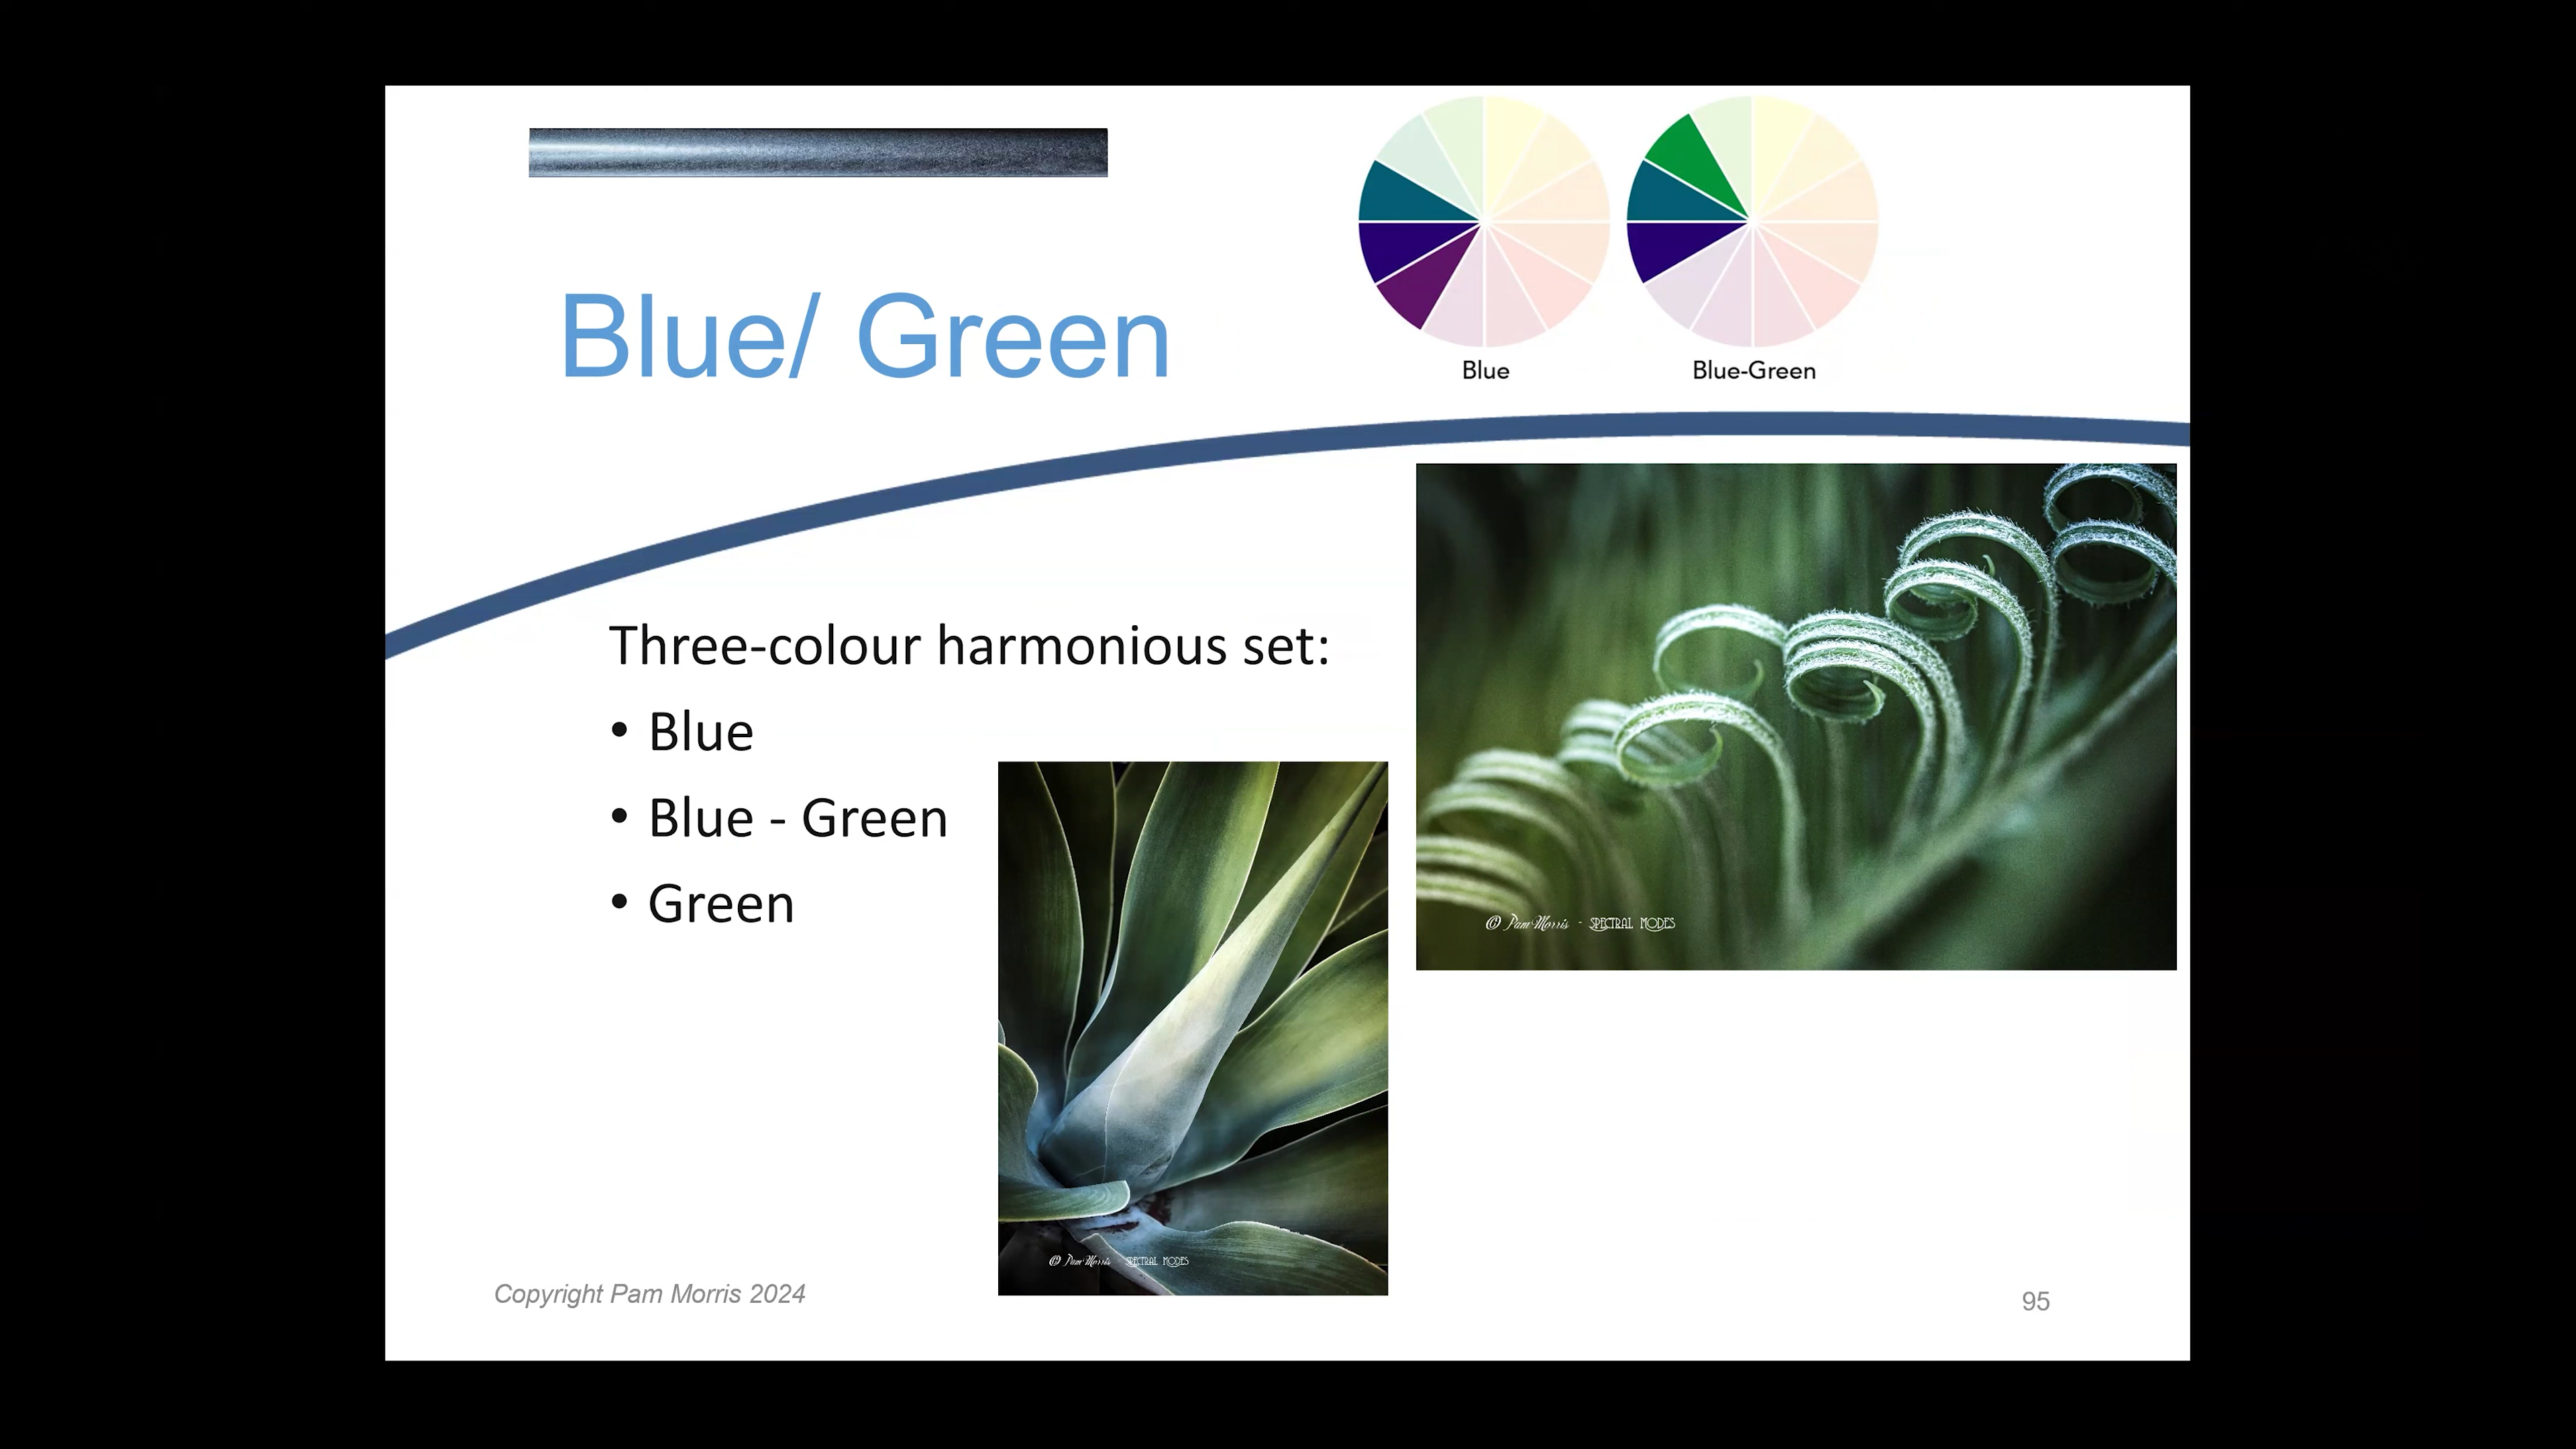 Blue
Blue-Green
Blue/ Green
Three-colour harmonious set:
• Blue
• Blue - Green
• Green
© Pam Morris - SPECTRAL MODES
© Pam Morris - SPECTRAL MODES
Copyright Pam Morris 2024
95